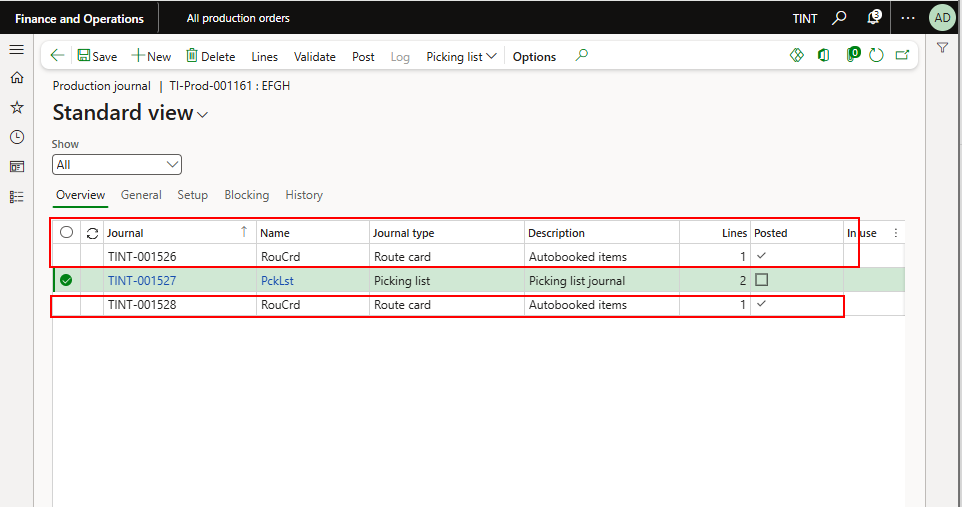 Finance and Operations All production orders TINT 3 ... AD
Save New Delete Lines Validate Post Log Picking list Options 0
Production journal | TI-Prod-001161 : EFGH
Standard view
Show
All
Overview General Setup Blocking History
Journal Name Journal type Description Lines Posted In use
TINT-001526 RouCrd Route card Autobooked items 1
TINT-001527 PckLst Picking list Picking list journal 2
TINT-001528 RouCrd Route card Autobooked items 1